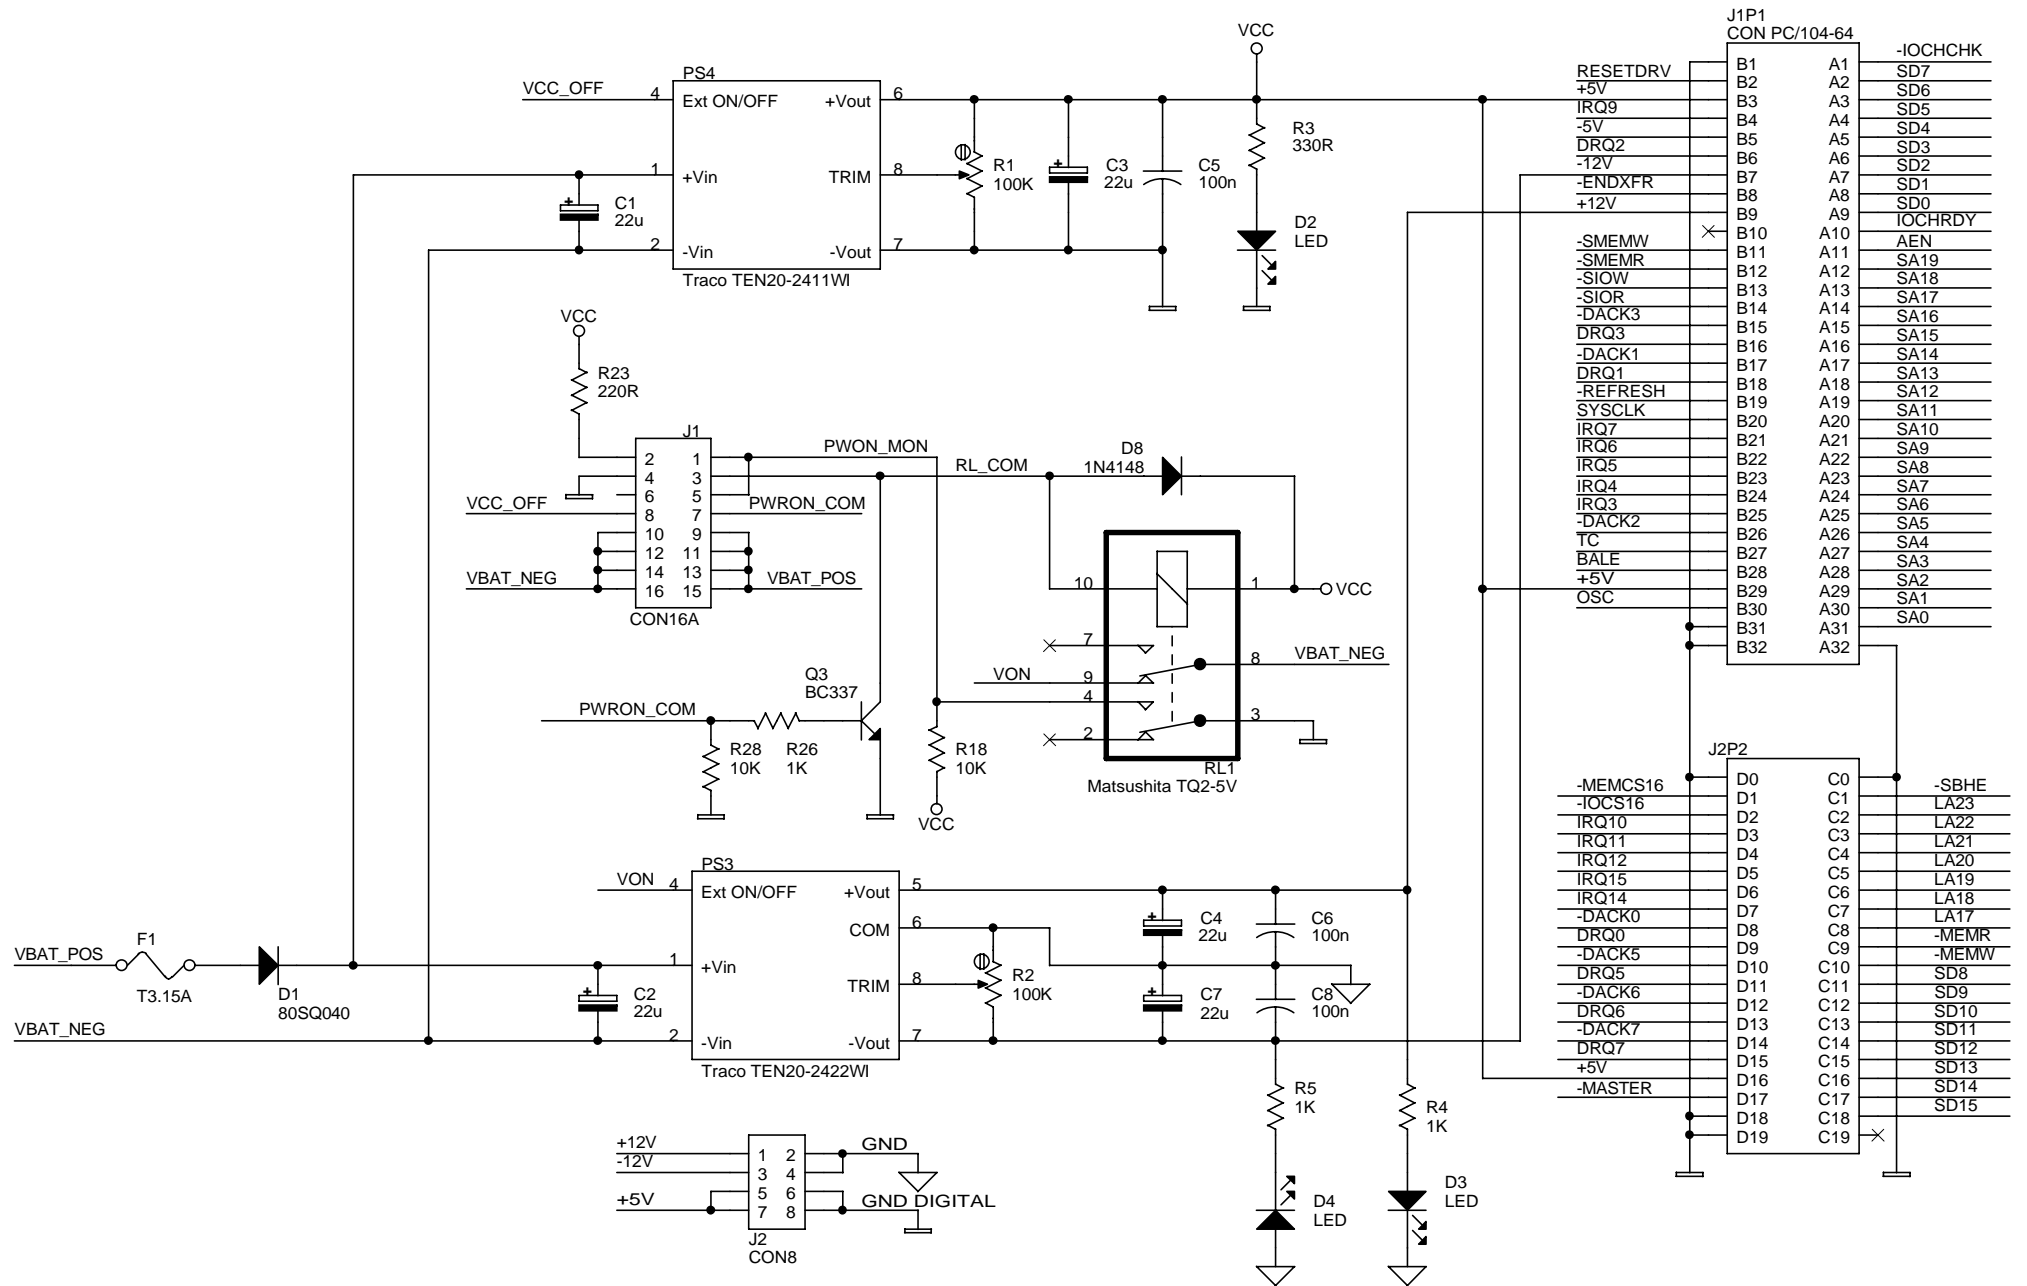 VCC
PS4
VCC_OFF 4 Ext ON/OFF +Vout 6
1 +Vin TRIM 8
2 -Vin -Vout 7
Traco TEN20-2411WI
C1
22u
R1
100K
C3
22u
C5
100n
R3
330R
D2
LED
VCC
R23
220R
J1
2 1
4 3
6 5
8 7
10 9
12 11
14 13
16 15
CON16A
VCC_OFF
VBAT_NEG
PWON_MON
RL_COM
PWRON_COM
VBAT_POS
D8
1N4148
10 1
VCC
7
8 VBAT_NEG
VON 9
4
3
2
RL1
Matsushita TQ2-5V
Q3
BC337
PWRON_COM
R28
10K
R26
1K
R18
10K
VCC
PS3
VON 4 Ext ON/OFF +Vout 5
COM 6
1 +Vin TRIM 8
2 -Vin -Vout 7
Traco TEN20-2422WI
VBAT_POS
F1
T3.15A
D1
80SQ040
VBAT_NEG
C2
22u
R2
100K
C4
22u
C6
100n
C7
22u
C8
100n
R5
1K
R4
1K
D4
LED
D3
LED
+12V 1 2 GND
-12V 3 4
5 6
+5V 7 8 GND DIGITAL
J2
CON8
J1P1
CON PC/104-64
B1 A1 -IOCHCHK
RESETDRV B2 A2 SD7
+5V B3 A3 SD6
IRQ9 B4 A4 SD5
-5V B5 A5 SD4
DRQ2 B6 A6 SD3
-12V B7 A7 SD2
-ENDXFR B8 A8 SD1
+12V B9 A9 SD0
B10 A10 IOCHRDY
-SMEMW B11 A11 AEN
-SMEMR B12 A12 SA19
-SIOW B13 A13 SA18
-SIOR B14 A14 SA17
-DACK3 B15 A15 SA16
DRQ3 B16 A16 SA15
-DACK1 B17 A17 SA14
DRQ1 B18 A18 SA13
-REFRESH B19 A19 SA12
SYSCLK B20 A20 SA11
IRQ7 B21 A21 SA10
IRQ6 B22 A22 SA9
IRQ5 B23 A23 SA8
IRQ4 B24 A24 SA7
IRQ3 B25 A25 SA6
-DACK2 B26 A26 SA5
TC B27 A27 SA4
BALE B28 A28 SA3
+5V B29 A29 SA2
OSC B30 A30 SA1
B31 A31 SA0
B32 A32
J2P2
D0 C0
-MEMCS16 D1 C1 -SBHE
-IOCS16 D2 C2 LA23
IRQ10 D3 C3 LA22
IRQ11 D4 C4 LA21
IRQ12 D5 C5 LA20
IRQ15 D6 C6 LA19
IRQ14 D7 C7 LA18
-DACK0 D8 C8 LA17
DRQ0 D9 C9 -MEMR
-DACK5 D10 C10 -MEMW
DRQ5 D11 C11 SD8
-DACK6 D12 C12 SD9
DRQ6 D13 C13 SD10
-DACK7 D14 C14 SD11
DRQ7 D15 C15 SD12
+5V D16 C16 SD13
-MASTER D17 C17 SD14
D18 C18 SD15
D19 C19